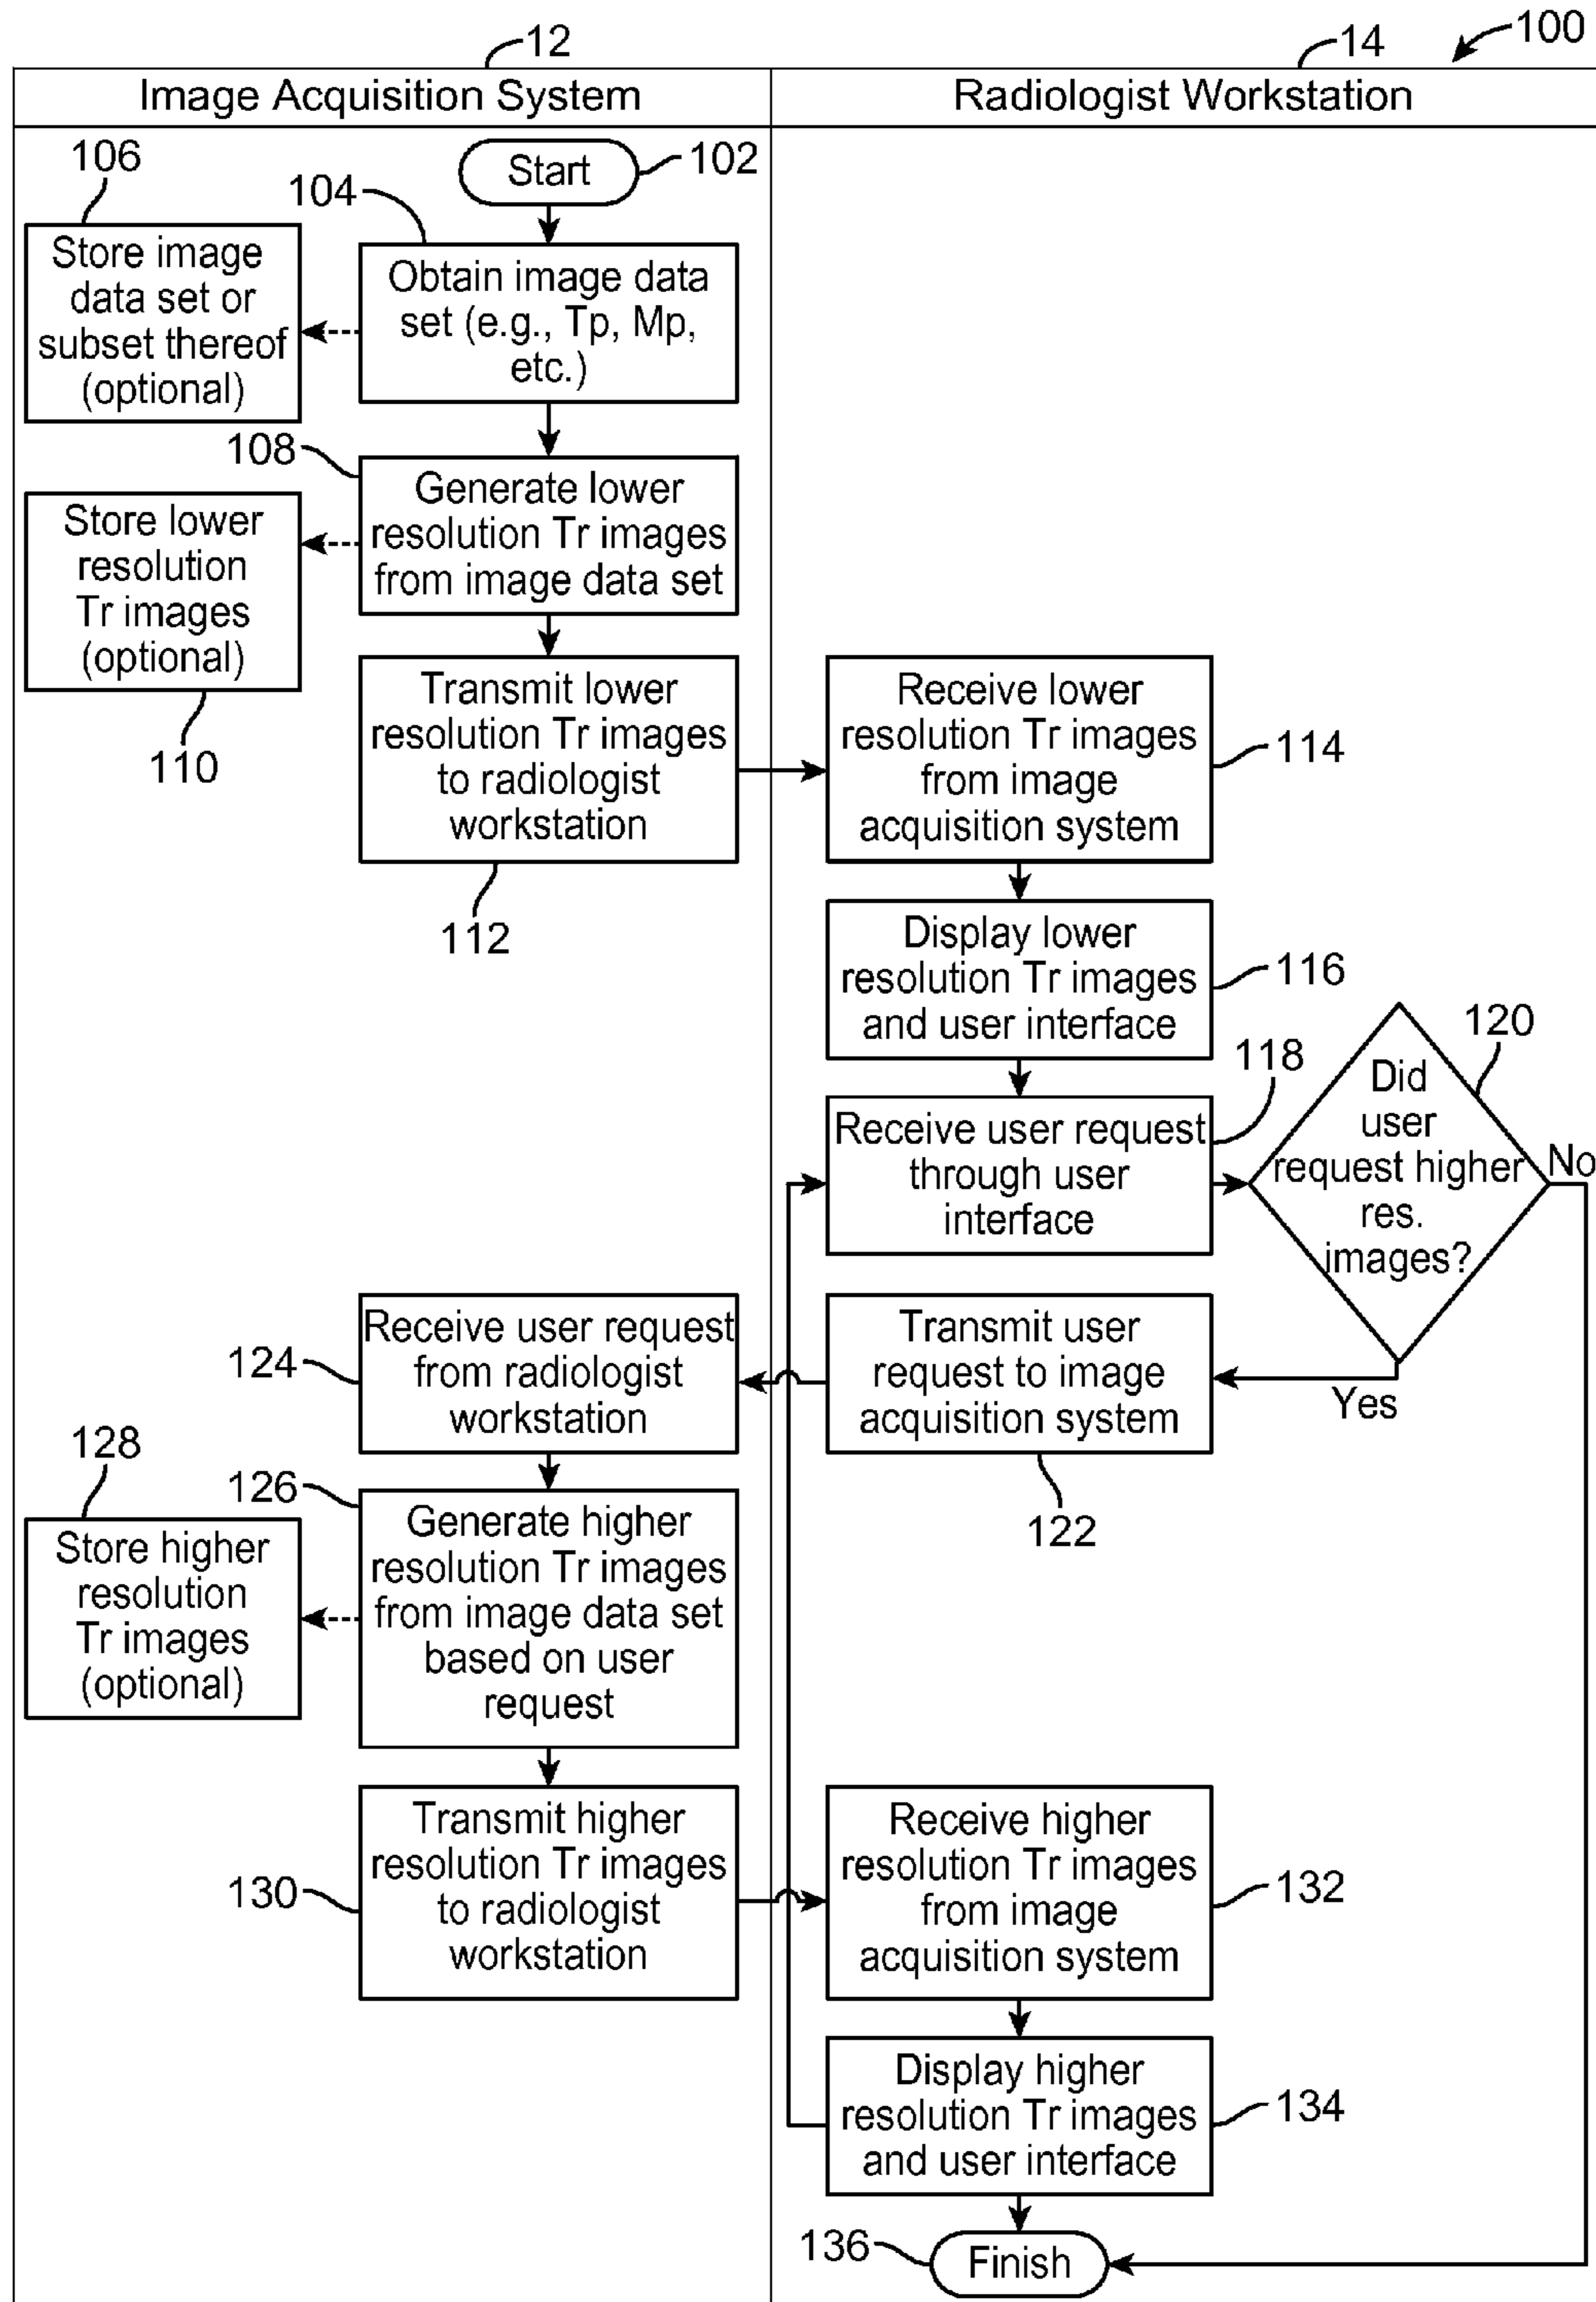 100
12
14
Image Acquisition System
Radiologist Workstation
Start
102
104
Obtain image data
set (e.g., Tp, Mp,
etc.)
106
Store image
data set or
subset thereof
(optional)
108
Generate lower
resolution Tr images
from image data set
Store lower
resolution
Tr images
(optional)
110
Transmit lower
resolution Tr images
to radiologist
workstation
112
Receive lower
resolution Tr images
from image
acquisition system
114
Display lower
resolution Tr images
and user interface
116
Receive user request
through user
interface
118
120
Did
user
request higher
res.
images?
No
Yes
Transmit user
request to image
acquisition system
122
Receive user request
from radiologist
workstation
124
126
Generate higher
resolution Tr images
from image data set
based on user
request
128
Store higher
resolution
Tr images
(optional)
Transmit higher
resolution Tr images
to radiologist
workstation
130
Receive higher
resolution Tr images
from image
acquisition system
132
Display higher
resolution Tr images
and user interface
134
136
Finish